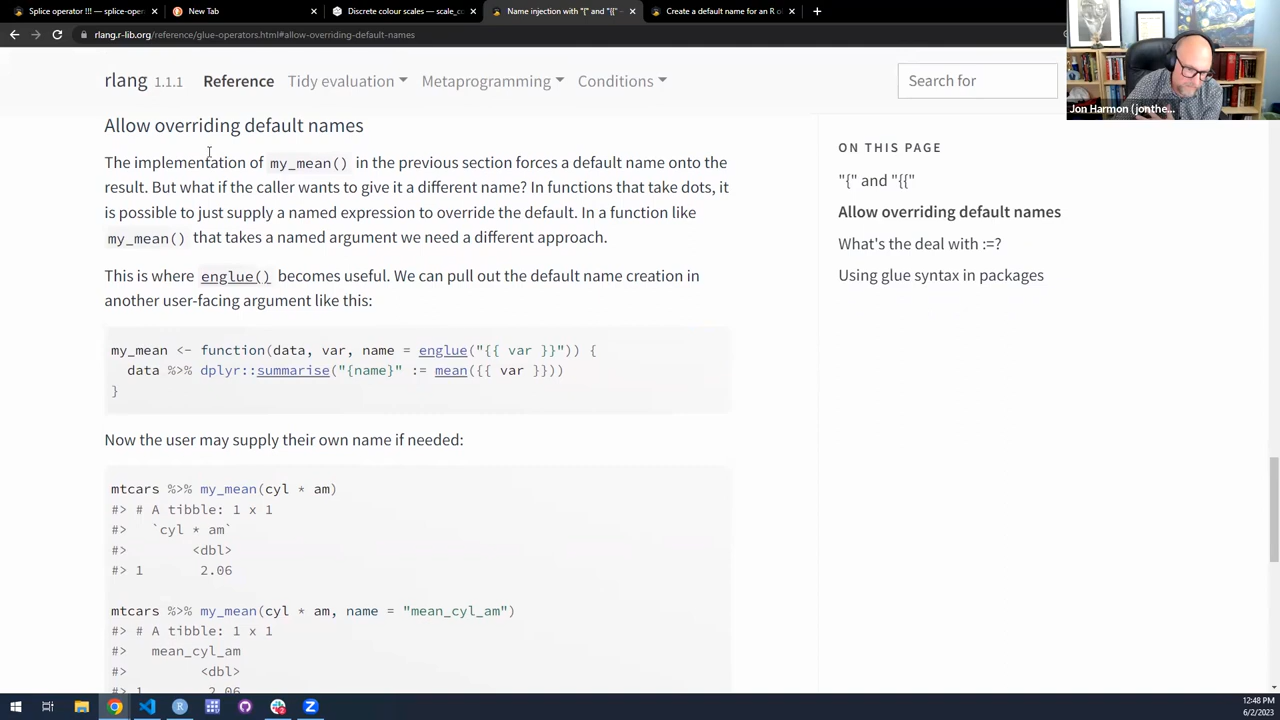 Splice operator !!! — splice-op
New Tab
Discrete colour scales — scale_co
Name injection with "{" and "{{"
Create a default name for an R o
rlang.r-lib.org/reference/glue-operators.html#allow-overriding-default-names
rlang 1.1.1 Reference Tidy evaluation Metaprogramming Conditions Search for
Jon Harmon (jonthe...
Allow overriding default names
The implementation of my_mean() in the previous section forces a default name onto the
result. But what if the caller wants to give it a different name? In functions that take dots, it
is possible to just supply a named expression to override the default. In a function like
my_mean() that takes a named argument we need a different approach.
This is where englue() becomes useful. We can pull out the default name creation in
another user-facing argument like this:
my_mean <- function(data, var, name = englue("{{ var }}")) {
data %>% dplyr::summarise("{name}" := mean({{ var }}))
}
Now the user may supply their own name if needed:
mtcars %>% my_mean(cyl * am)
#> # A tibble: 1 x 1
#> `cyl * am`
#> <dbl>
#> 1 2.06
mtcars %>% my_mean(cyl * am, name = "mean_cyl_am")
#> # A tibble: 1 x 1
#> mean_cyl_am
#> <dbl>
#> 1 2.06
ON THIS PAGE
"{" and "{{"
Allow overriding default names
What's the deal with :=?
Using glue syntax in packages
12:48 PM
6/2/2023